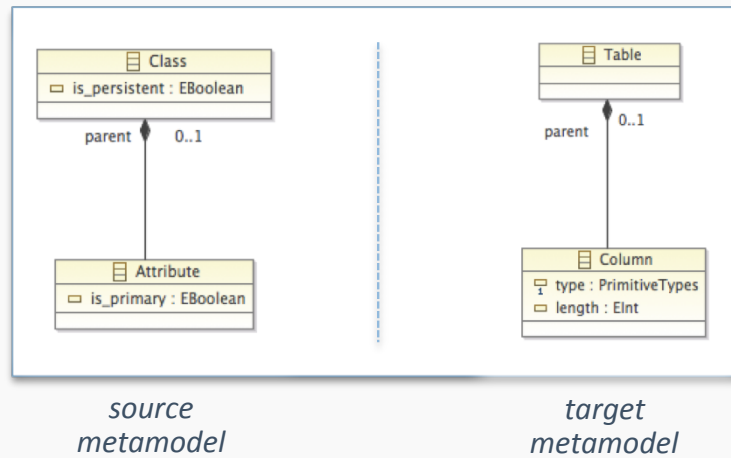 Class
is_persistent : EBoolean
parent 0..1
Attribute
is_primary : EBoolean
Table
0..1
parent
Column
1
type : PrimitiveTypes
length : EInt
source
metamodel
target
metamodel